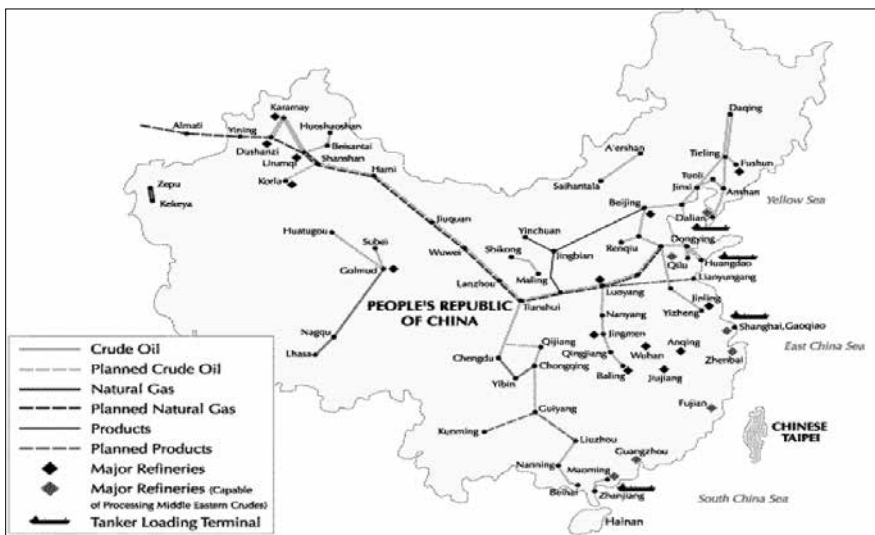 Karamay
Huoshaoshan
Daqing
Almati
Yining
Beisantai
Dushanzi
Shanshan
Urumqi
A'ershan
Tieling
Fushun
Hami
Tuoli
Korla
Saihantala
Jinxi
Anshan
Zepu
Beijing
Yellow Sea
Kekeya
Jiuquan
Dalian
Huatugou
Yinchuan
Subei
Renqiu
Dongying
Wuwei
Shikong
Jingbian
Huangdao
Golmud
Qilu
Maling
Lianyungang
Lanzhou
Luoyang
PEOPLE'S REPUBLIC
OF CHINA
Tianshui
Jinling
Nanyang
Yizheng
Nagqu
Jingmen
Shanghai, Gaoqiao
Qijiang
Anqing
East China Sea
Lhasa
Chengdu
Qingjiang
Wuhan
Zhenbai
Chongqing
Yibin
Baling
Jiujiang
Guiyang
Fujian
CHINESE
TAIPEI
Kunming
Liuzhou
Guangzhou
Nanning
Maoming
Beihai
Zhanjiang
South China Sea
Hainan
Crude Oil
Planned Crude Oil
Natural Gas
Planned Natural Gas
Products
Planned Products
Major Refineries
Major Refineries (Capable
of Processing Middle Eastern Crudes)
Tanker Loading Terminal